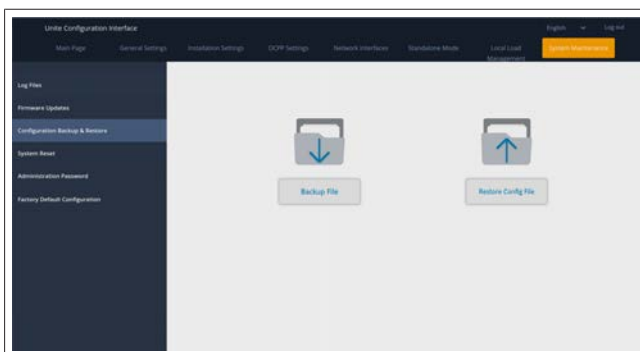 Unite Configuration Interface
English
Log out
Main Page
General Settings
Installation Settings
OCPP Settings
Network Interfaces
Standalone Mode
Local Load
Management
System Maintenance
Log Files
Firmware Updates
Configuration Backup & Restore
System Reset
Administration Password
Factory Default Configuration
Backup File
Restore Config File